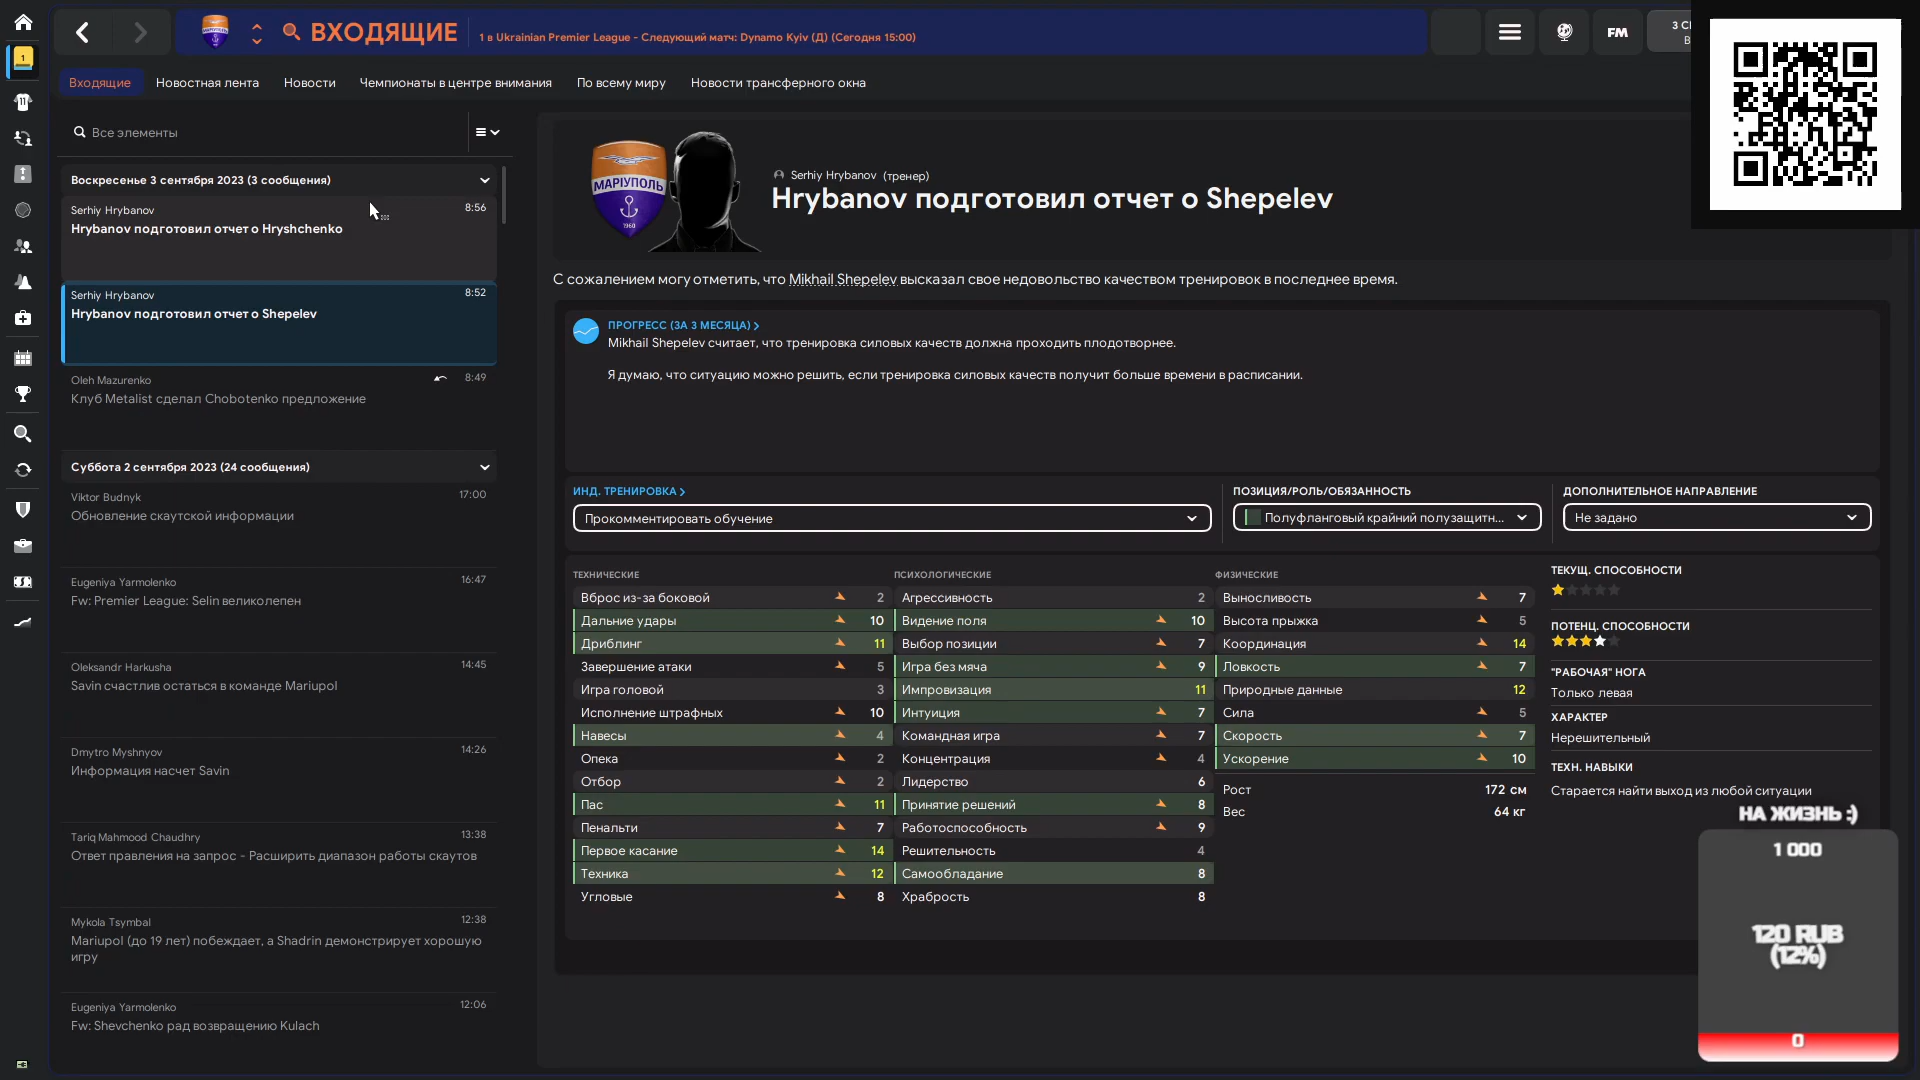 ВХОДЯЩИЕ
1 в Ukrainian Premier League - Следующий матч: Dynamo Kyiv (Д) (Сегодня 15:00)
FM
1
11
Входящие
Новостная лента
Новости
Чемпионаты в центре внимания
По всему миру
Новости трансферного окна
Все элементы
Воскресенье 3 сентября 2023 (3 сообщения)
Serhiy Hrybanov 8:56
Hrybanov подготовил отчет о Hryshchenko
Serhiy Hrybanov 8:52
Hrybanov подготовил отчет о Shepelev
Oleh Mazurenko 8:49
Клуб Metalist сделал Chobotenko предложение
Суббота 2 сентября 2023 (24 сообщения)
Viktor Budnyk 17:00
Обновление скаутской информации
Eugeniya Yarmolenko 16:47
Fw: Premier League: Selin великолепен
Oleksandr Harkusha 14:45
Savin счастлив остаться в команде Mariupol
Dmytro Myshnyov 14:26
Информация насчет Savin
Tariq Mahmood Chaudhry 13:38
Ответ правления на запрос - Расширить диапазон работы скаутов
Mykola Tsymbal 12:38
Mariupol (до 19 лет) побеждает, а Shadrin демонстрирует хорошую
игру
Eugeniya Yarmolenko 12:06
Fw: Shevchenko рад возвращению Kulach
МАРІУПОЛЬ
1960
Serhiy Hrybanov (тренер)
Hrybanov подготовил отчет о Shepelev
С сожалением могу отметить, что Mikhail Shepelev высказал свое недовольство качеством тренировок в последнее время.
ПРОГРЕСС (ЗА 3 МЕСЯЦА)
Mikhail Shepelev считает, что тренировка силовых качеств должна проходить плодотворнее.
Я думаю, что ситуацию можно решить, если тренировка силовых качеств получит больше времени в расписании.
ИНД. ТРЕНИРОВКА
Прокомментировать обучение
ПОЗИЦИЯ/РОЛЬ/ОБЯЗАННОСТЬ
Полуфланговый крайний полузащитн...
ДОПОЛНИТЕЛЬНОЕ НАПРАВЛЕНИЕ
Не задано
ТЕХНИЧЕСКИЕ
Вброс из-за боковой 2
Дальние удары 10
Дриблинг 11
Завершение атаки 5
Игра головой 3
Исполнение штрафных 10
Навесы 4
Опека 2
Отбор 2
Пас 11
Пенальти 7
Первое касание 14
Техника 12
Угловые 8
ПСИХОЛОГИЧЕСКИЕ
Агрессивность 2
Видение поля 10
Выбор позиции 7
Игра без мяча 9
Импровизация 11
Интуиция 7
Командная игра 7
Концентрация 4
Лидерство 6
Принятие решений 8
Работоспособность 9
Решительность 4
Самообладание 8
Храбрость 8
ФИЗИЧЕСКИЕ
Выносливость 7
Высота прыжка 5
Координация 14
Ловкость 7
Природные данные 12
Сила 5
Скорость 7
Ускорение 10
Рост 172 см
Вес 64 кг
ТЕКУЩ. СПОСОБНОСТИ
ПОТЕНЦ. СПОСОБНОСТИ
"РАБОЧАЯ" НОГА
Только левая
ХАРАКТЕР
Нерешительный
ТЕХН. НАВЫКИ
Старается найти выход из любой ситуации
НА ЖИЗНЬ :)
1 000
120 RUB
(12%)
0